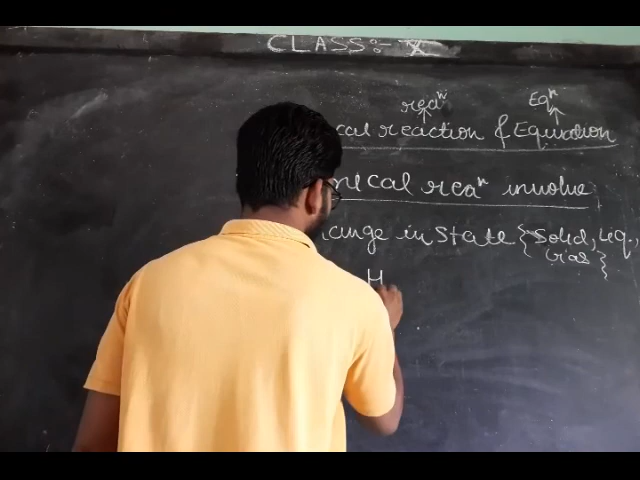 CLASS:- X
reaⁿ Eqⁿ
cal reaction & Equation
mical reaⁿ involve
ange in State {Solid, Liq.,
Gas}
H